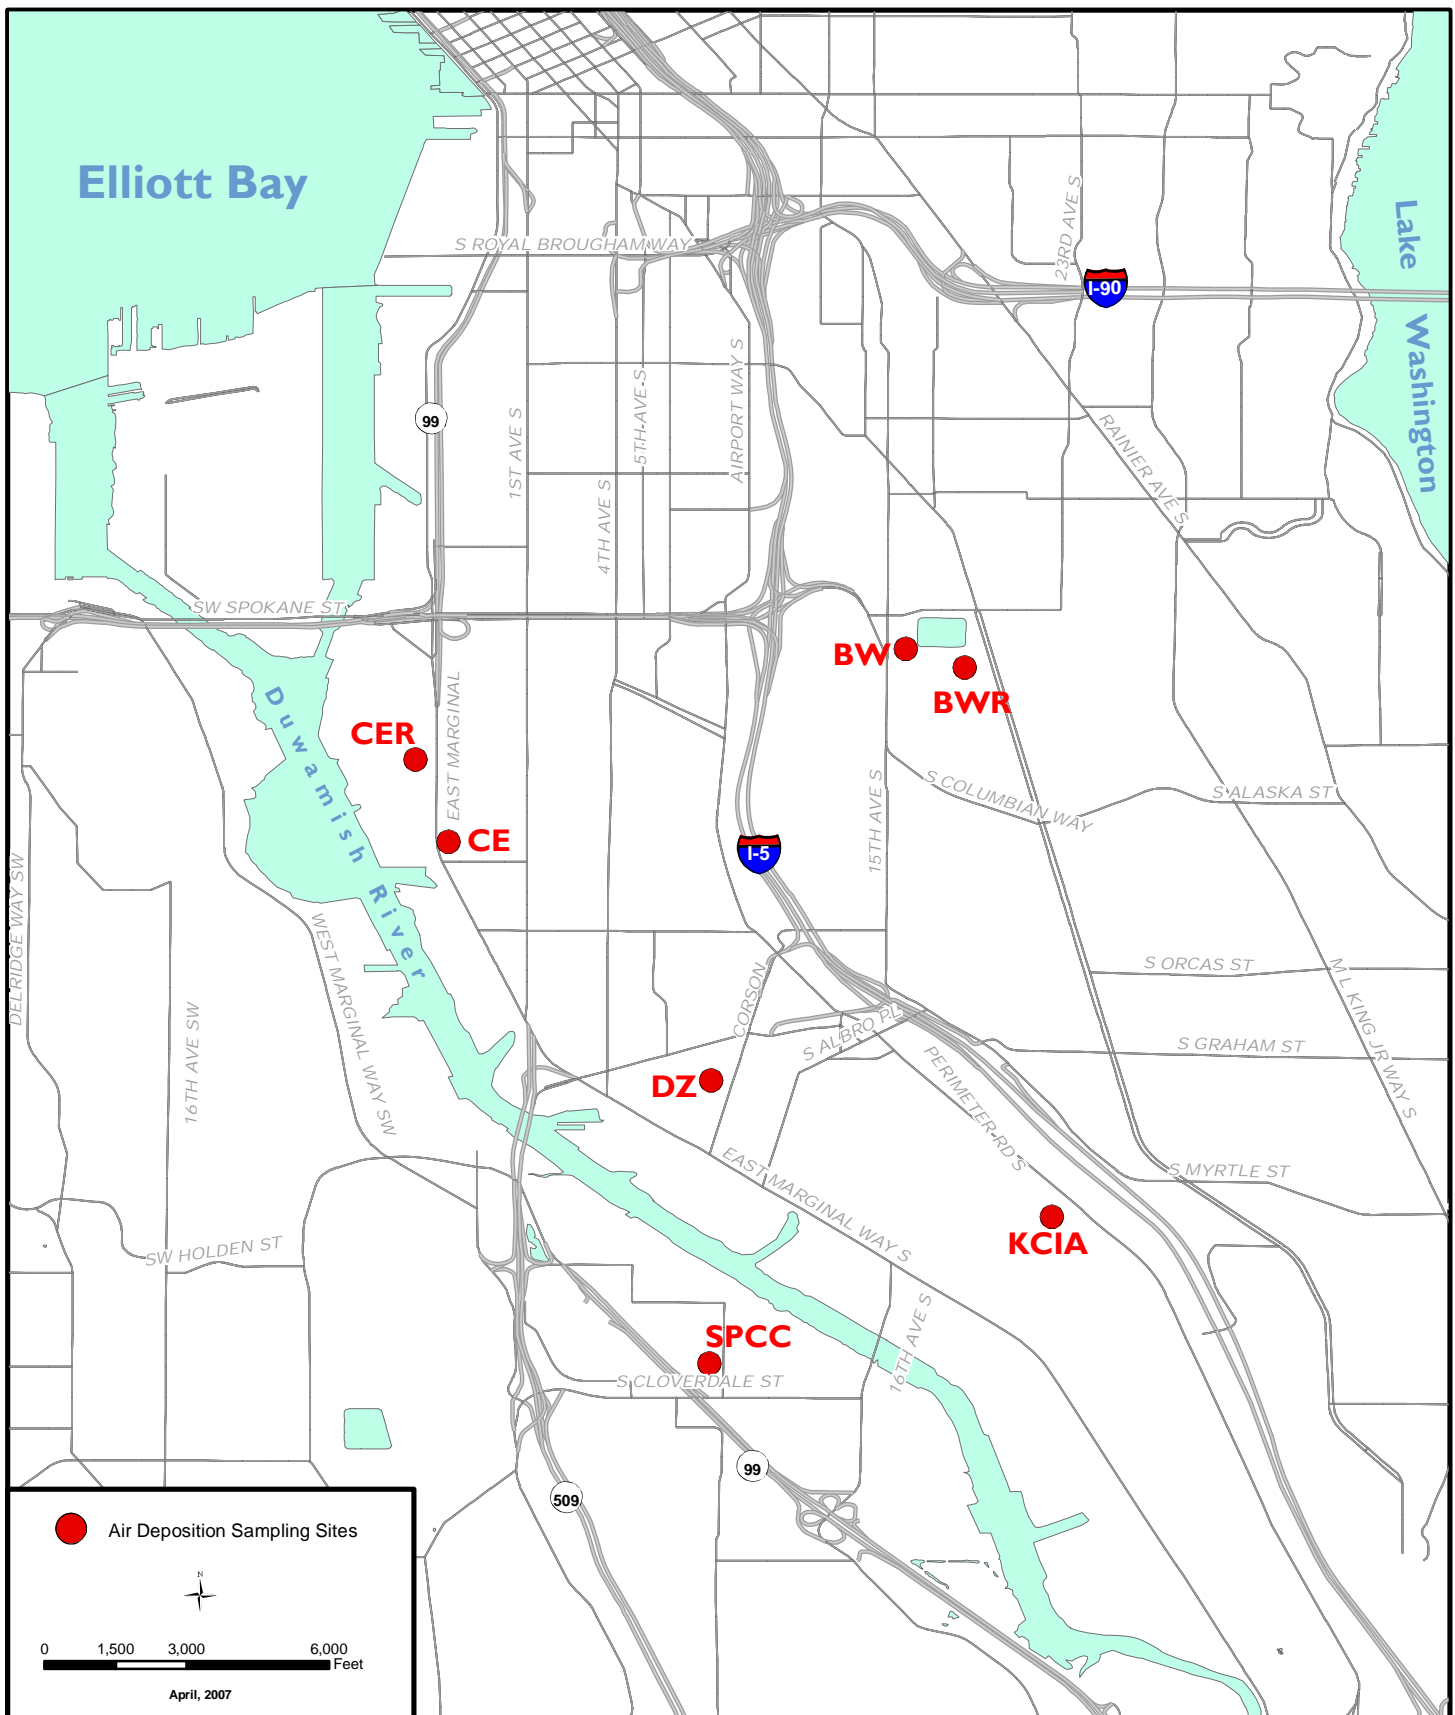 Elliott Bay
Lake
Washington
S ROYAL BROUGHAM WAY
23RD AVE S
I-90
99
1ST AVE S
5TH AVE S
4TH AVE S
AIRPORT WAY S
RAINIER AVE S
SW SPOKANE ST
BW
BWR
Duwamish River
CER
EAST MARGINAL
CE
I-5
15TH AVE S
S COLUMBIAN WAY
S ALASKA ST
DELRIDGE WAY SW
16TH AVE SW
WEST MARGINAL WAY SW
CORSON
S ALBRO PL
S ORCAS ST
M L KING JR WAY S
S GRAHAM ST
DZ
PERIMETER RD S
EAST MARGINAL WAY S
S MYRTLE ST
KCIA
SW HOLDEN ST
16TH AVE S
SPCC
S CLOVERDALE ST
99
509
Air Deposition Sampling Sites
N
0 1,500 3,000 6,000
Feet
April, 2007